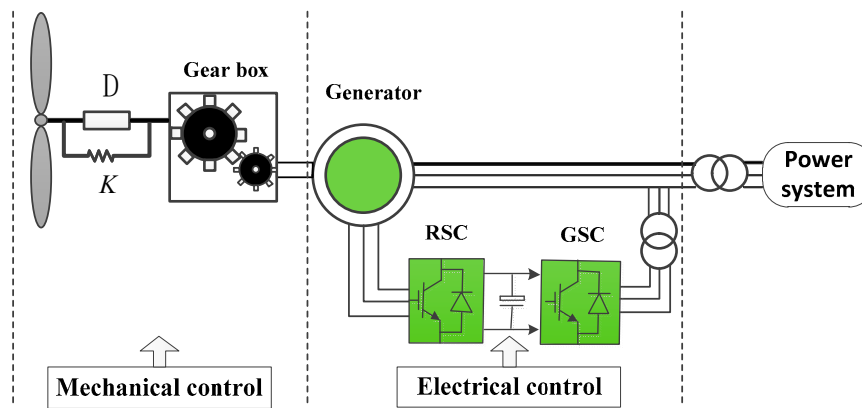 Gear box
D
K
Generator
Power
system
RSC
GSC
Mechanical control
Electrical control